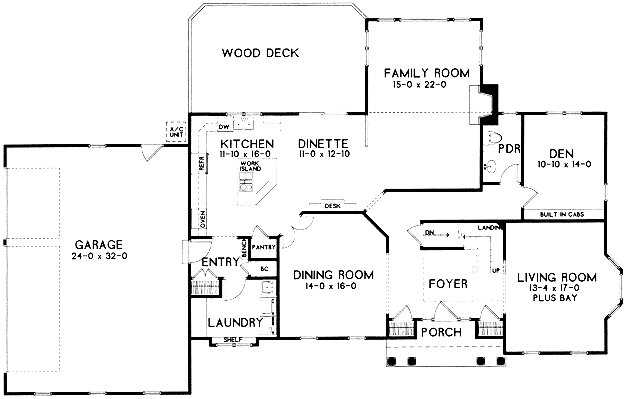 WOOD DECK
FAMILY ROOM
15-0 x 22-0
A/C
UNIT
DW
KITCHEN
11-10 x 16-0
WORK
ISLAND
REFR
OVEN
DINETTE
11-0 x 12-10
DESK
PDR
DEN
10-10 x 14-0
BUILT IN CABS
GARAGE
24-0 x 32-0
ENTRY
BENCH
PANTRY
BC
LAUNDRY
SHELF
DINING ROOM
14-0 x 16-0
DN
LANDING
UP
FOYER
PORCH
LIVING ROOM
13-4 x 17-0
PLUS BAY